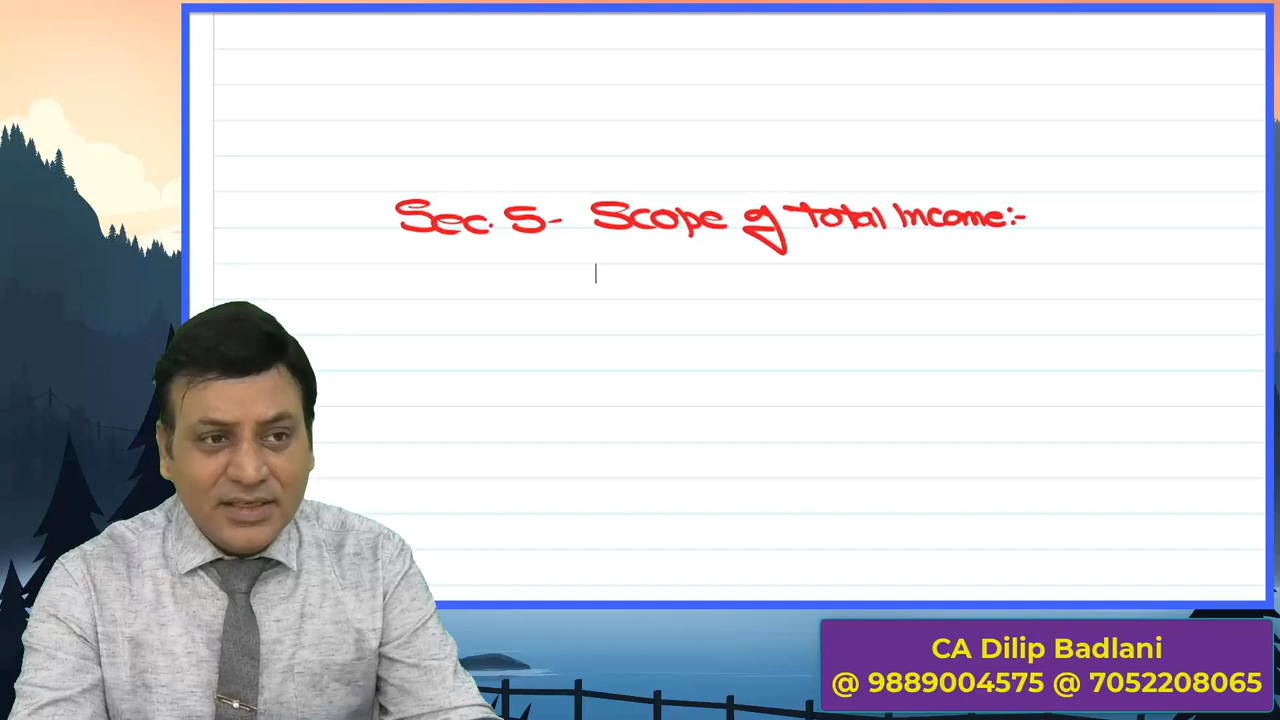 Sec. 5- Scope of Total Income:-
CA Dilip Badlani
@ 9889004575 @ 7052208065